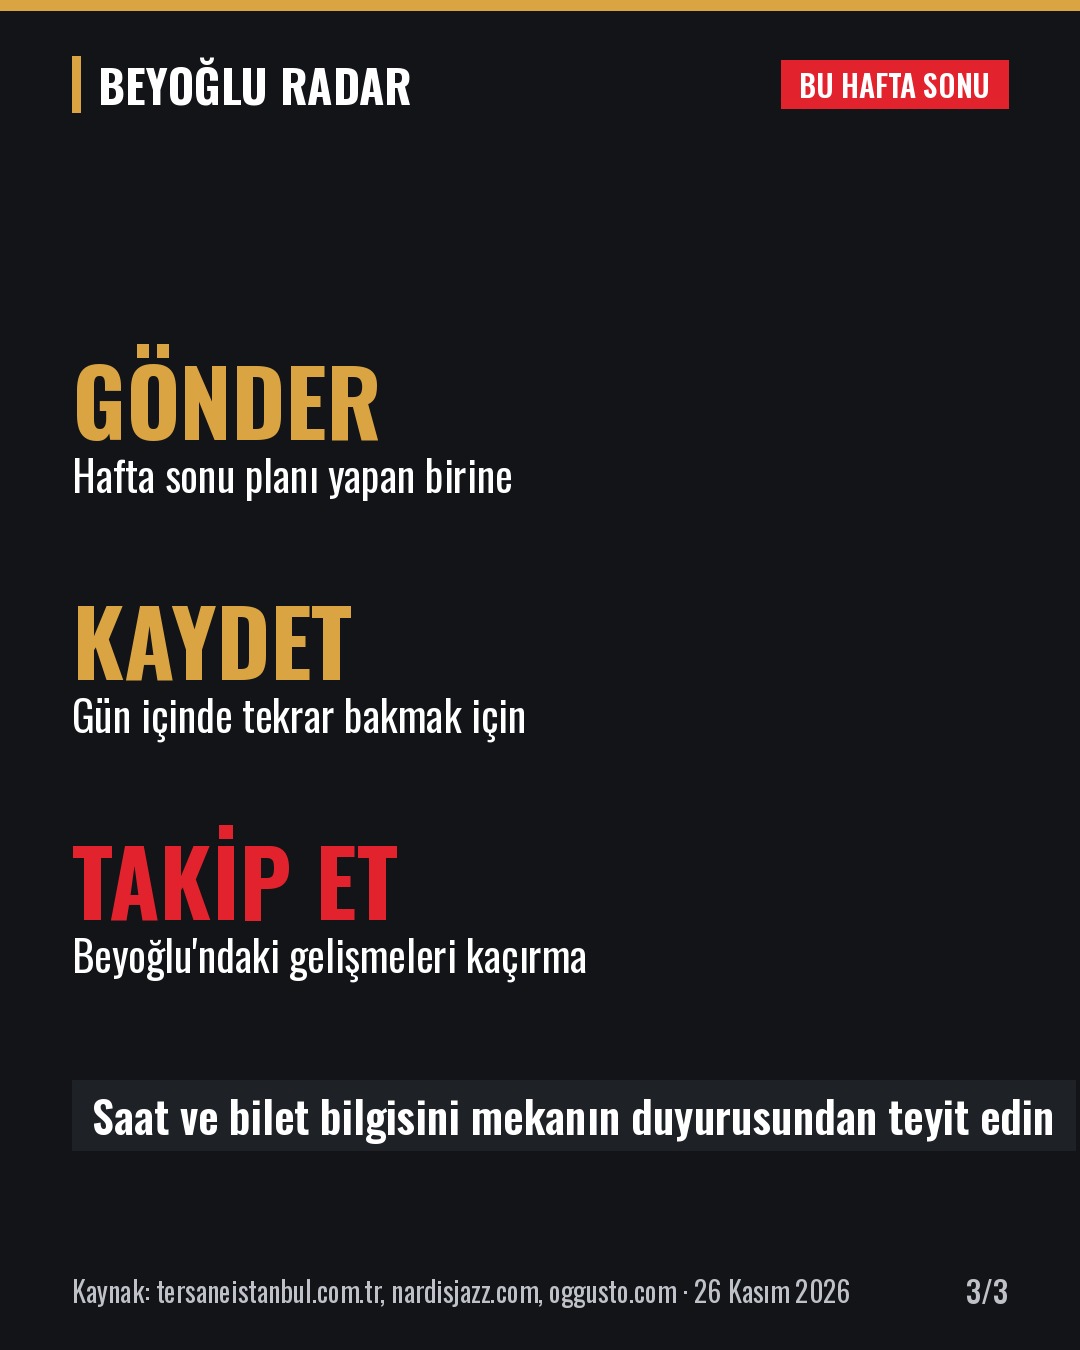 BEYOĞLU RADAR
BU HAFTA SONU
GÖNDER
Hafta sonu planı yapan birine
KAYDET
Gün içinde tekrar bakmak için
TAKİP ET
Beyoğlu'ndaki gelişmeleri kaçırma
Saat ve bilet bilgisini mekanın duyurusundan teyit edin
Kaynak: tersaneistanbul.com.tr, nardisjazz.com, oggusto.com · 26 Kasım 2026
3/3